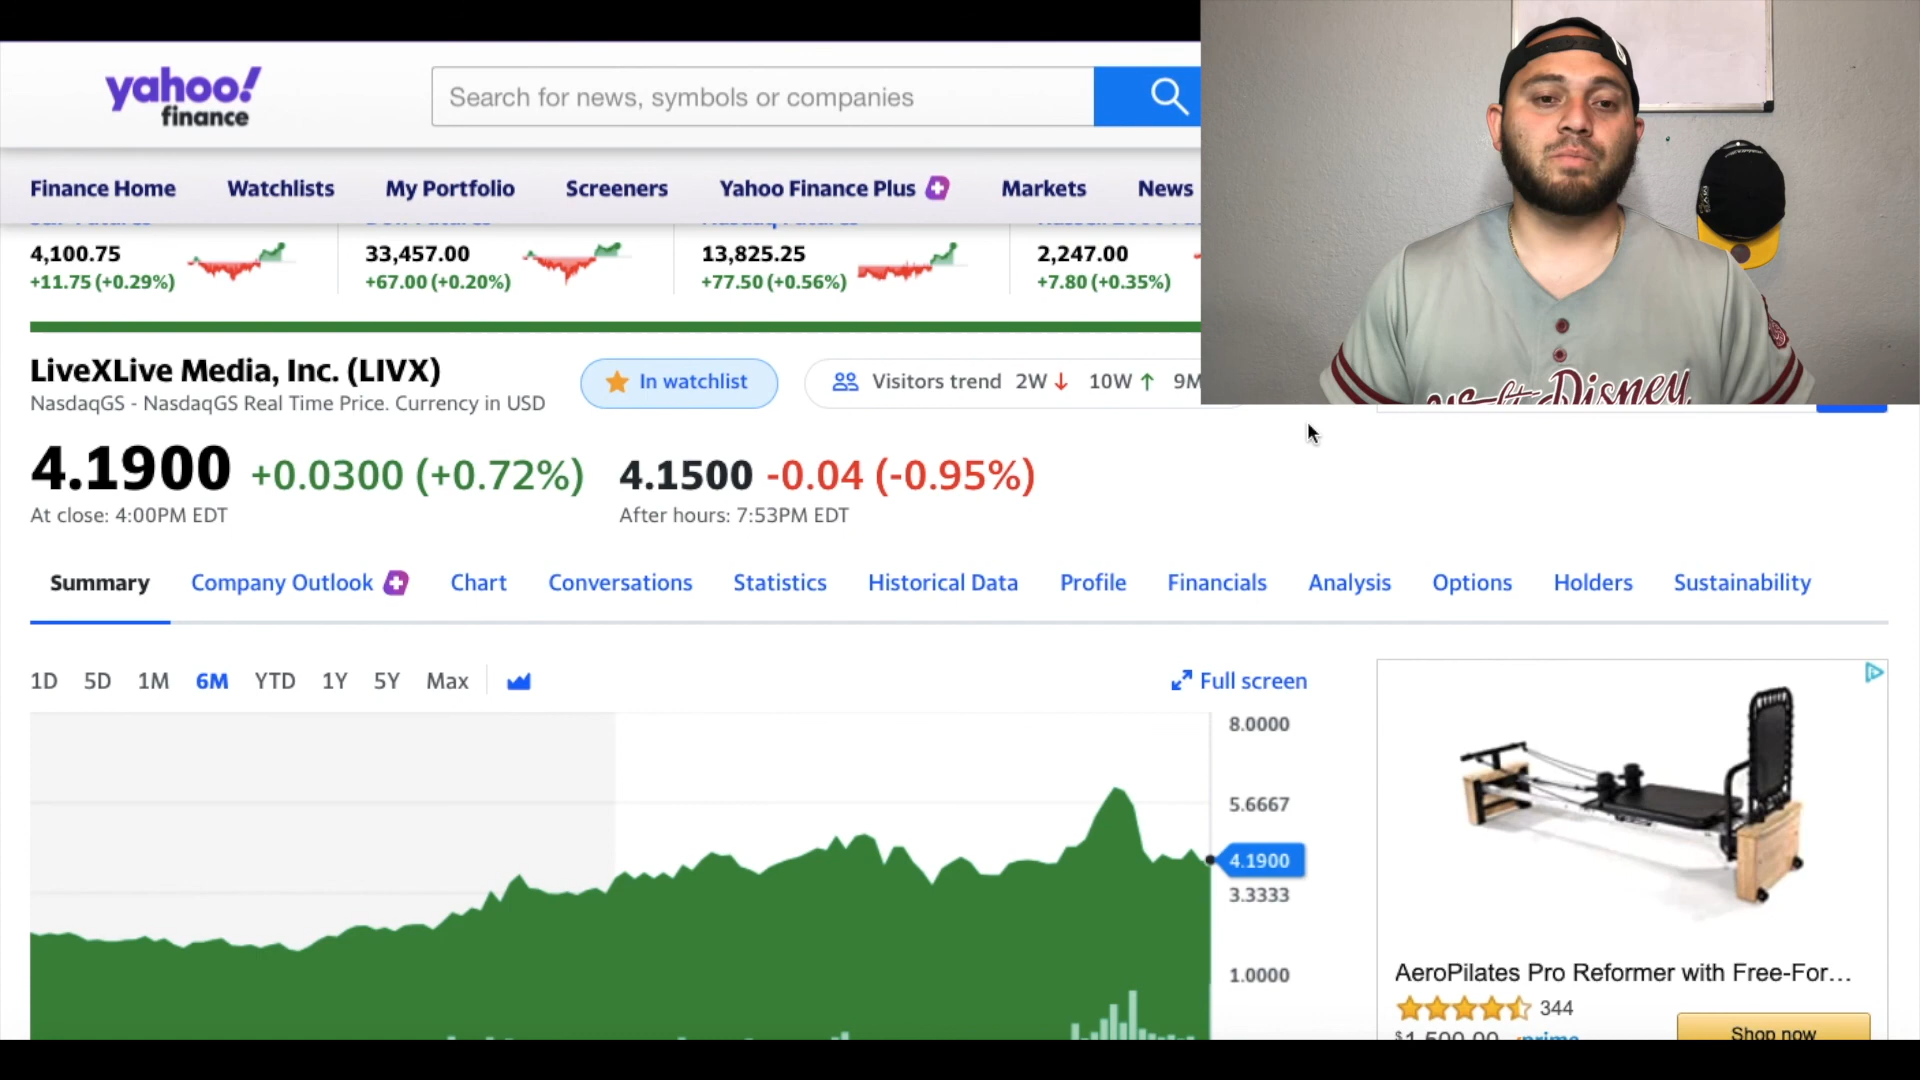 yahoo!
finance
Search for news, symbols or companies
Finance Home Watchlists My Portfolio Screeners Yahoo Finance Plus Markets News
4,100.75 33,457.00 13,825.25 2,247.00
+11.75 (+0.29%) +67.00 (+0.20%) +77.50 (+0.56%) +7.80 (+0.35%)
LiveXLive Media, Inc. (LIVX)
In watchlist
Visitors trend 2W ↓ 10W ↑ 9M
NasdaqGS - NasdaqGS Real Time Price. Currency in USD
Disney
4.1900 +0.0300 (+0.72%) 4.1500 -0.04 (-0.95%)
At close: 4:00PM EDT After hours: 7:53PM EDT
Summary Company Outlook Chart Conversations Statistics Historical Data Profile Financials Analysis Options Holders Sustainability
1D 5D 1M 6M YTD 1Y 5Y Max
Full screen
8.0000
5.6667
4.1900
3.3333
1.0000
AeroPilates Pro Reformer with Free-For...
344
Shop now